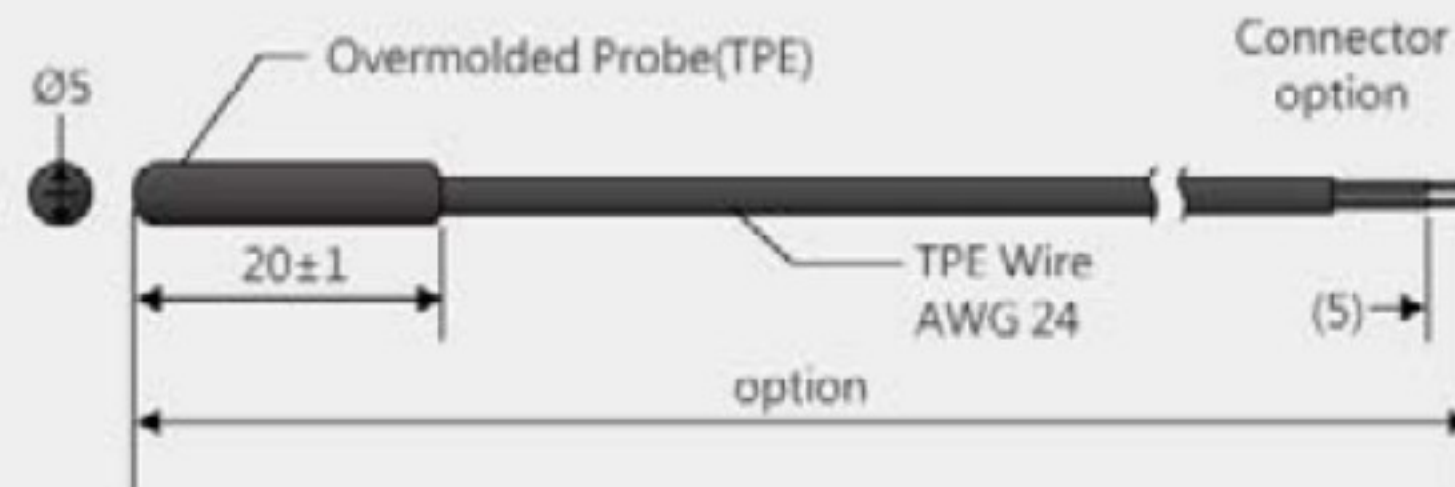 Overmolded Probe(TPE)
Connector
option
Ø5
20±1
TPE Wire
AWG 24
(5)
option